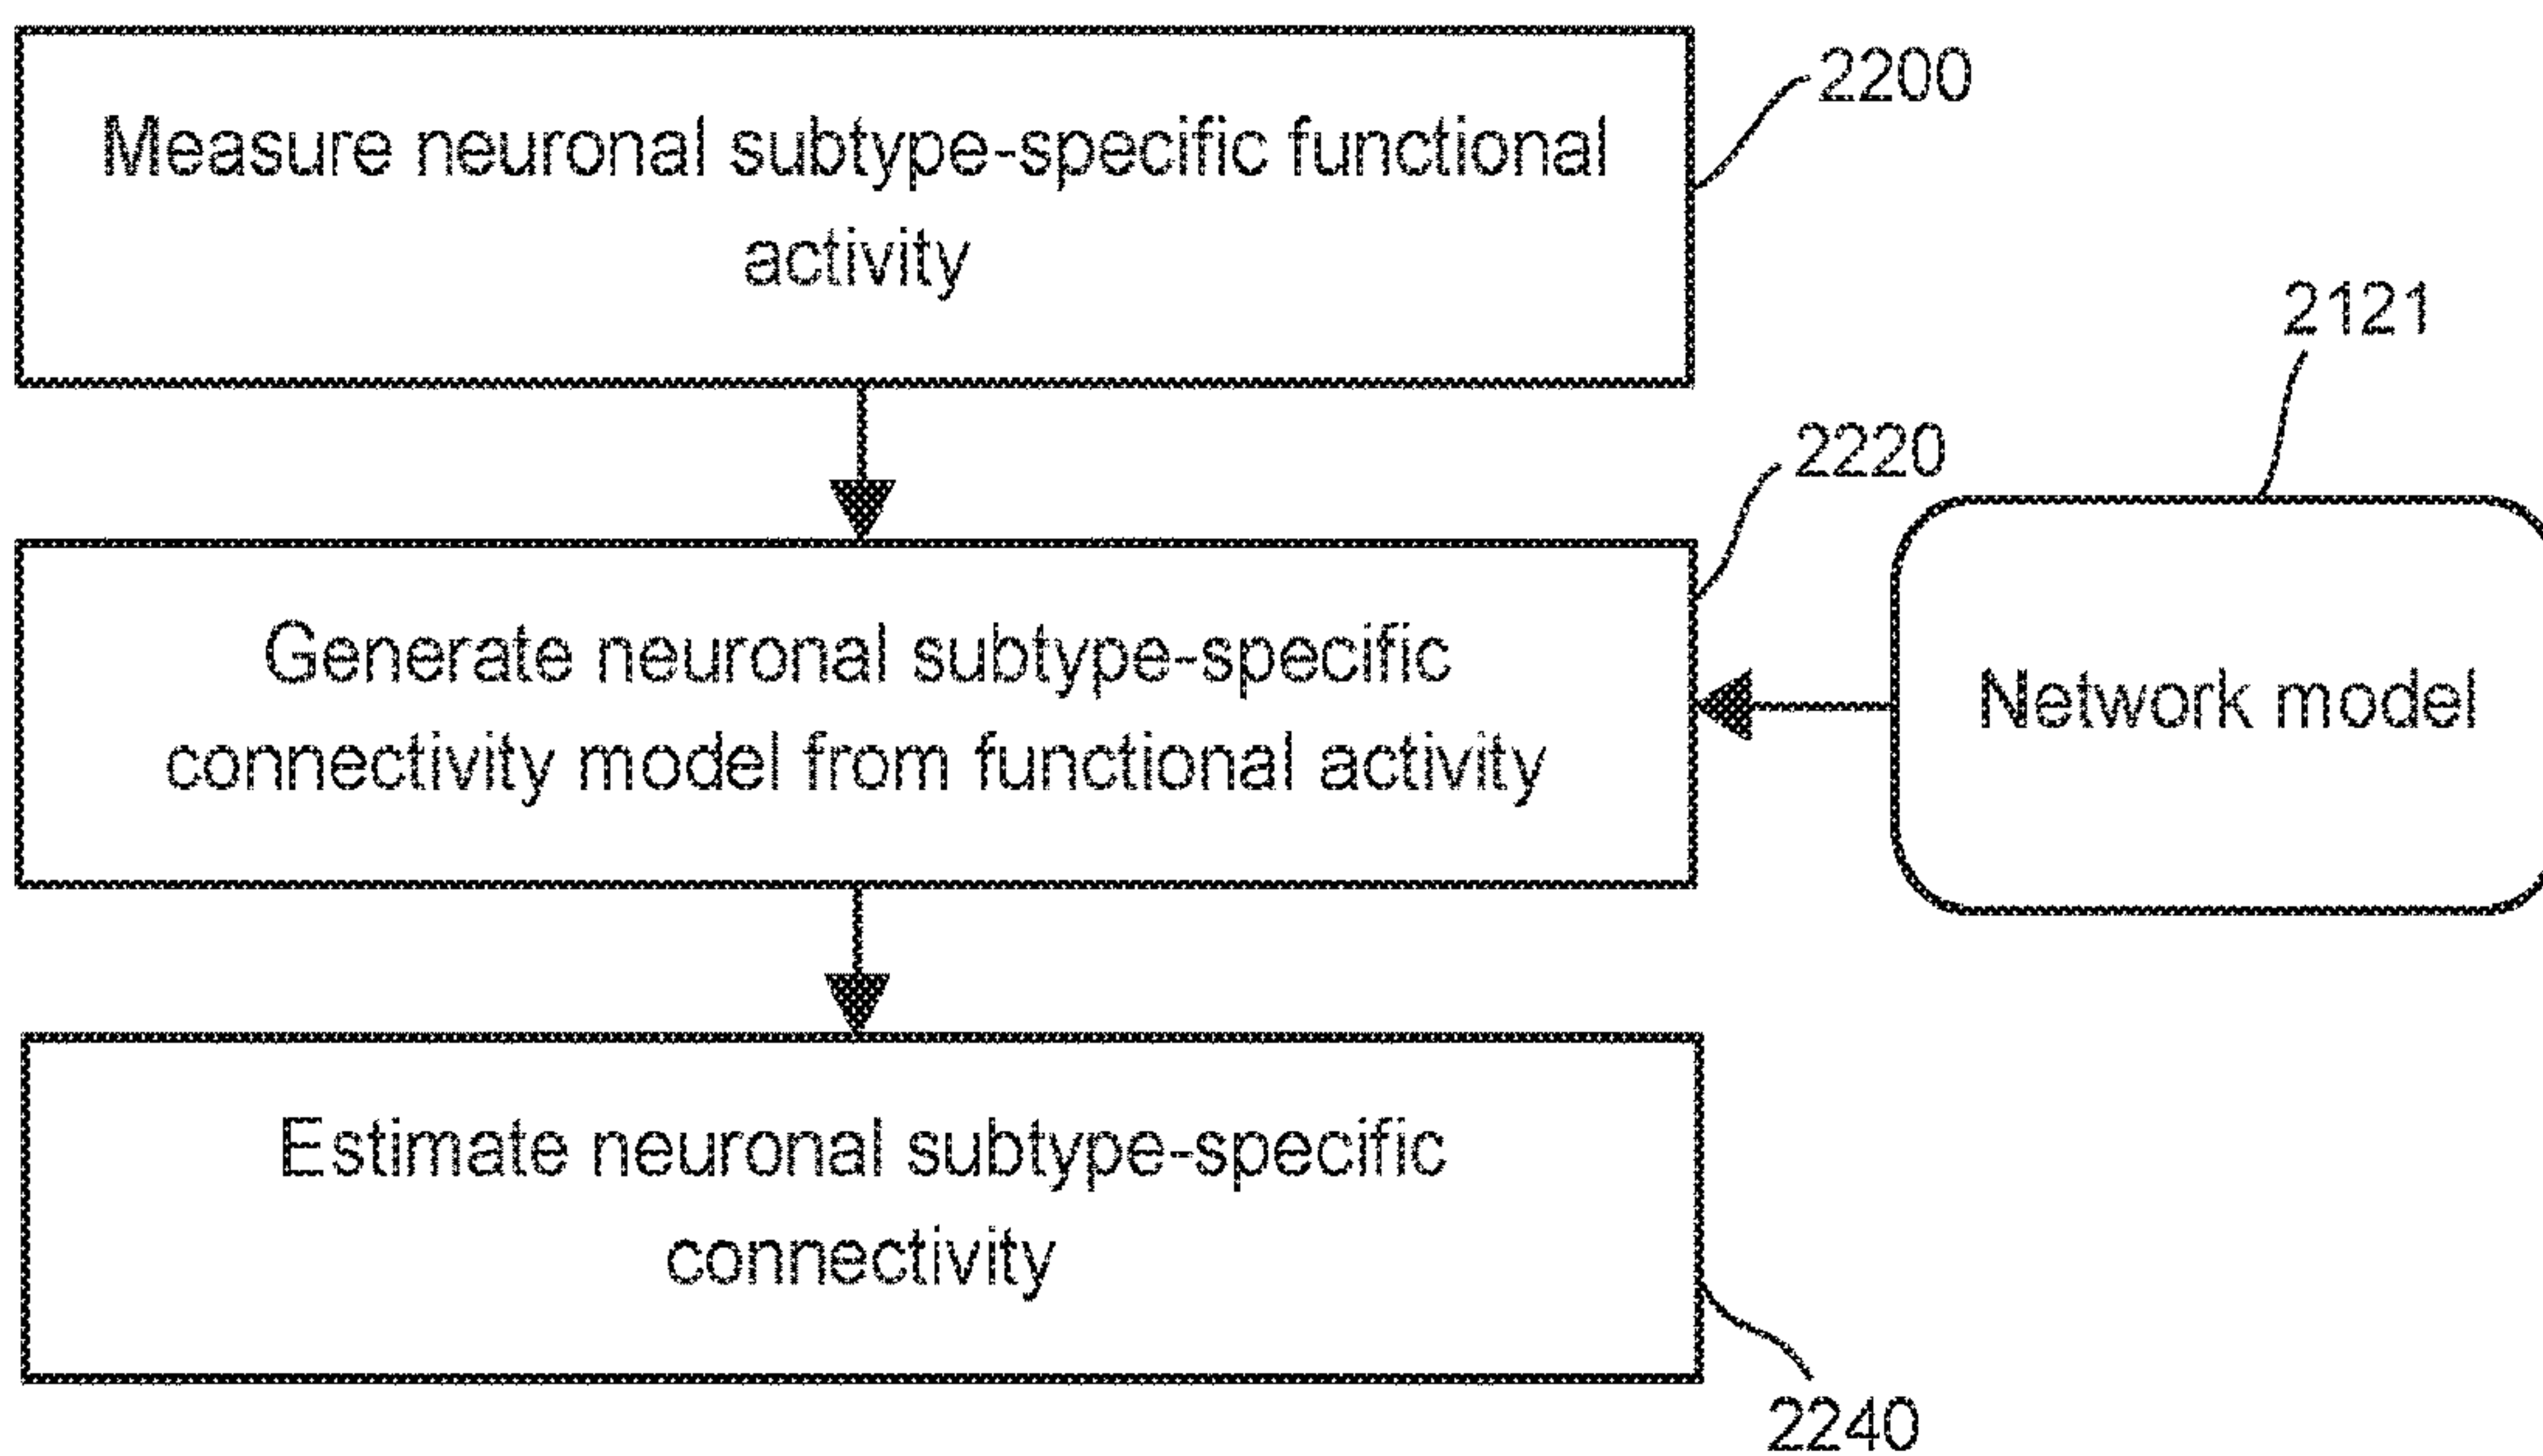 Measure neuronal subtype-specific functional
activity
2200
2121
2220
Generate neuronal subtype-specific
connectivity model from functional activity
Network model
Estimate neuronal subtype-specific
connectivity
2240